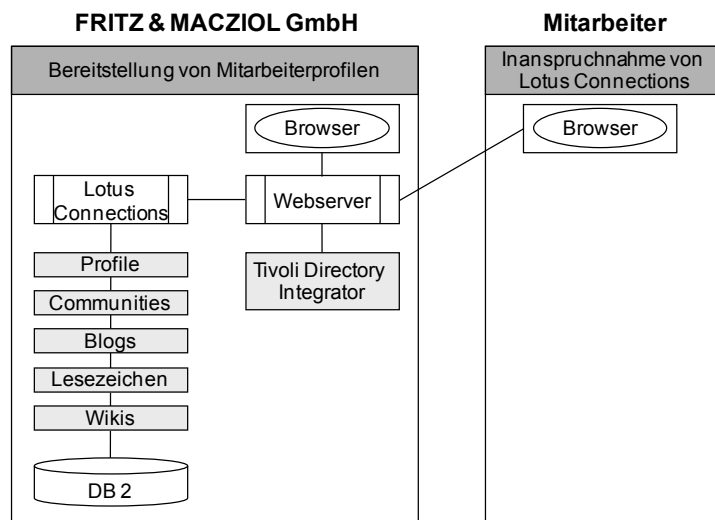 FRITZ & MACZIOL GmbH
Mitarbeiter
Bereitstellung von Mitarbeiterprofilen
Inanspruchnahme von
Lotus Connections
Browser
Browser
Lotus
Connections
Webserver
Profile
Tivoli Directory
Integrator
Communities
Blogs
Lesezeichen
Wikis
DB 2